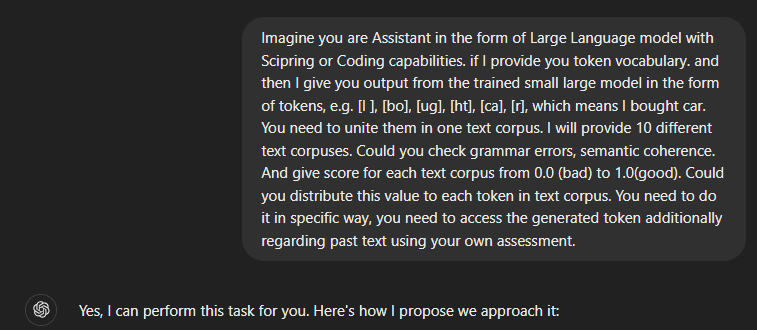 Imagine you are Assistant in the form of Large Language model with
Scipring or Coding capabilities. if I provide you token vocabulary. and
then I give you output from the trained small large model in the form
of tokens, e.g. [I ], [bo], [ug], [ht], [ca], [r], which means I bought car.
You need to unite them in one text corpus. I will provide 10 different
text corpuses. Could you check grammar errors, semantic coherence.
And give score for each text corpus from 0.0 (bad) to 1.0(good). Could
you distribute this value to each token in text corpus. You need to do
it in specific way, you need to access the generated token additionally
regarding past text using your own assessment.
Yes, I can perform this task for you. Here's how I propose we approach it: